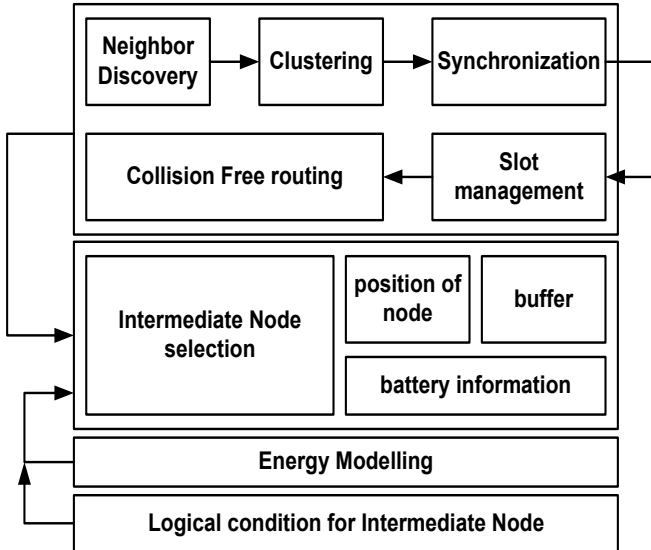 Neighbor
Discovery
Clustering
Synchronization
Collision Free routing
Slot
management
Intermediate Node
selection
position of
node
buffer
battery information
Energy Modelling
Logical condition for Intermediate Node